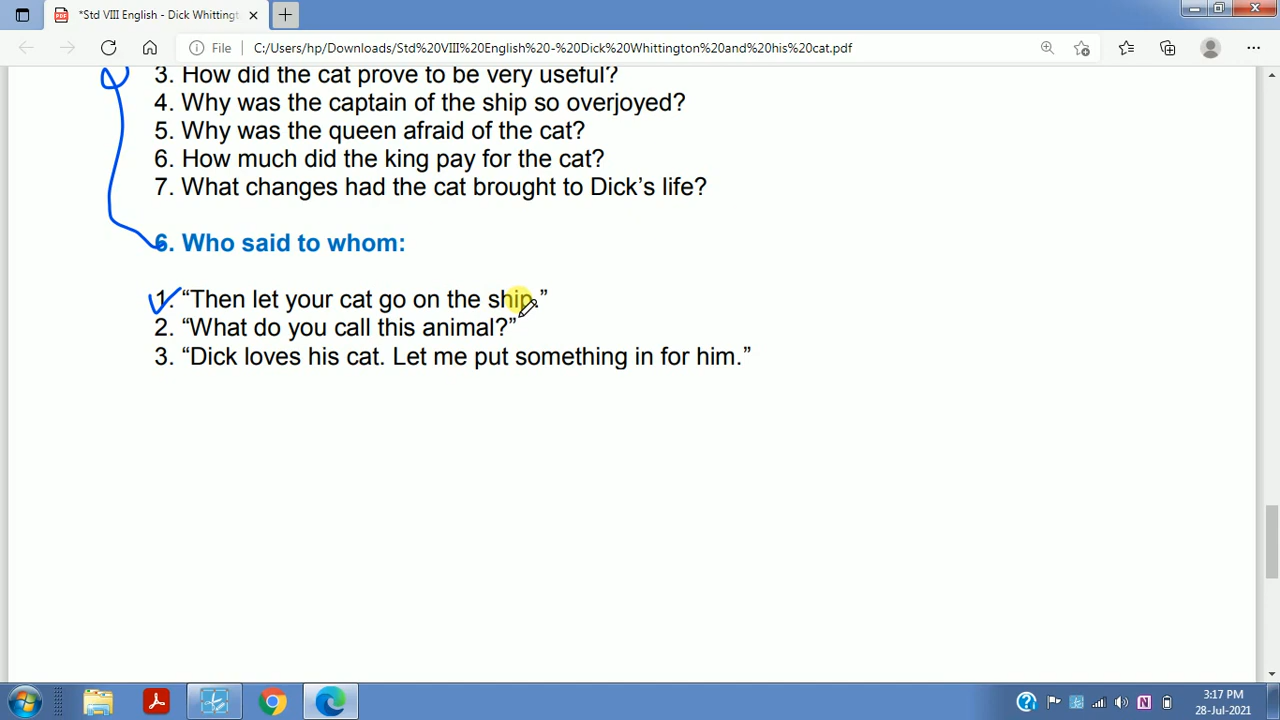 *Std VIII English - Dick Whittingt
File C:/Users/hp/Downloads/Std%20VIII%20English%20-%20Dick%20Whittington%20and%20his%20cat.pdf
3. How did the cat prove to be very useful?
4. Why was the captain of the ship so overjoyed?
5. Why was the queen afraid of the cat?
6. How much did the king pay for the cat?
7. What changes had the cat brought to Dick’s life?
6. Who said to whom:
1. “Then let your cat go on the ship.”
2. “What do you call this animal?”
3. “Dick loves his cat. Let me put something in for him.”
3:17 PM
28-Jul-2021